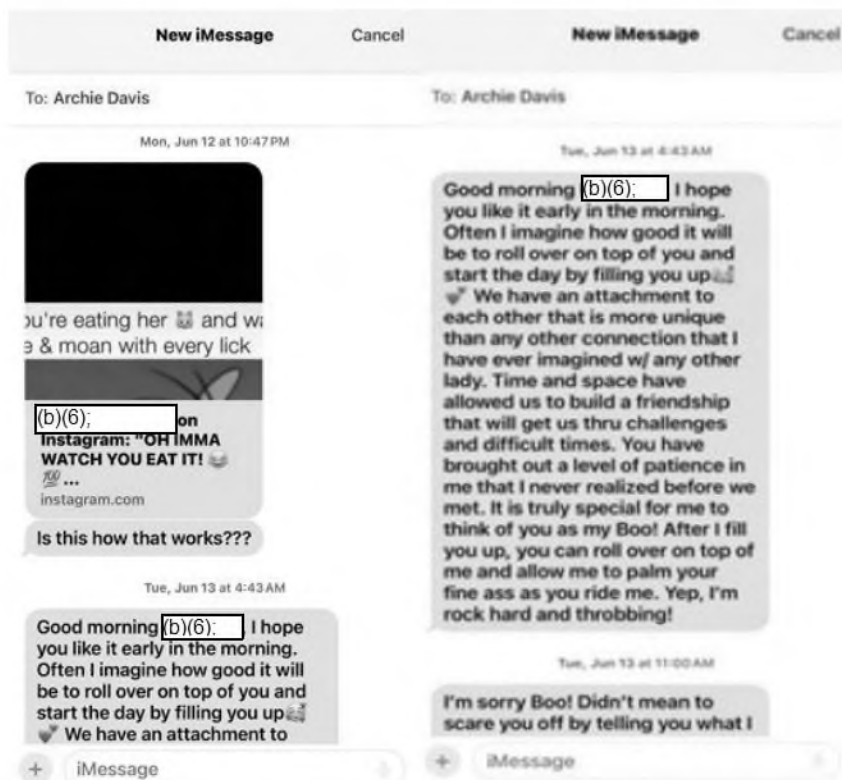 New iMessage
Cancel
To: Archie Davis
Mon, Jun 12 at 10:47 PM
ou're eating her 🐱 and wa
e & moan with every lick
(b)(6);
on
Instagram: "OH IMMA
WATCH YOU EAT IT! 😂
💯 ...
instagram.com
Is this how that works???
Tue, Jun 13 at 4:43 AM
Good morning (b)(6); I hope
you like it early in the morning.
Often I imagine how good it will
be to roll over on top of you and
start the day by filling you up
💕 We have an attachment to
+ iMessage
New iMessage
Cancel
To: Archie Davis
Tue, Jun 13 at 4:43 AM
Good morning (b)(6); I hope
you like it early in the morning.
Often I imagine how good it will
be to roll over on top of you and
start the day by filling you up
💕 We have an attachment to
each other that is more unique
than any other connection that I
have ever imagined w/ any other
lady. Time and space have
allowed us to build a friendship
that will get us thru challenges
and difficult times. You have
brought out a level of patience in
me that I never realized before we
met. It is truly special for me to
think of you as my Boo! After I fill
you up, you can roll over on top of
me and allow me to palm your
fine ass as you ride me. Yep, I'm
rock hard and throbbing!
Tue, Jun 13 at 11:00 AM
I'm sorry Boo! Didn't mean to
scare you off by telling you what I
+ iMessage